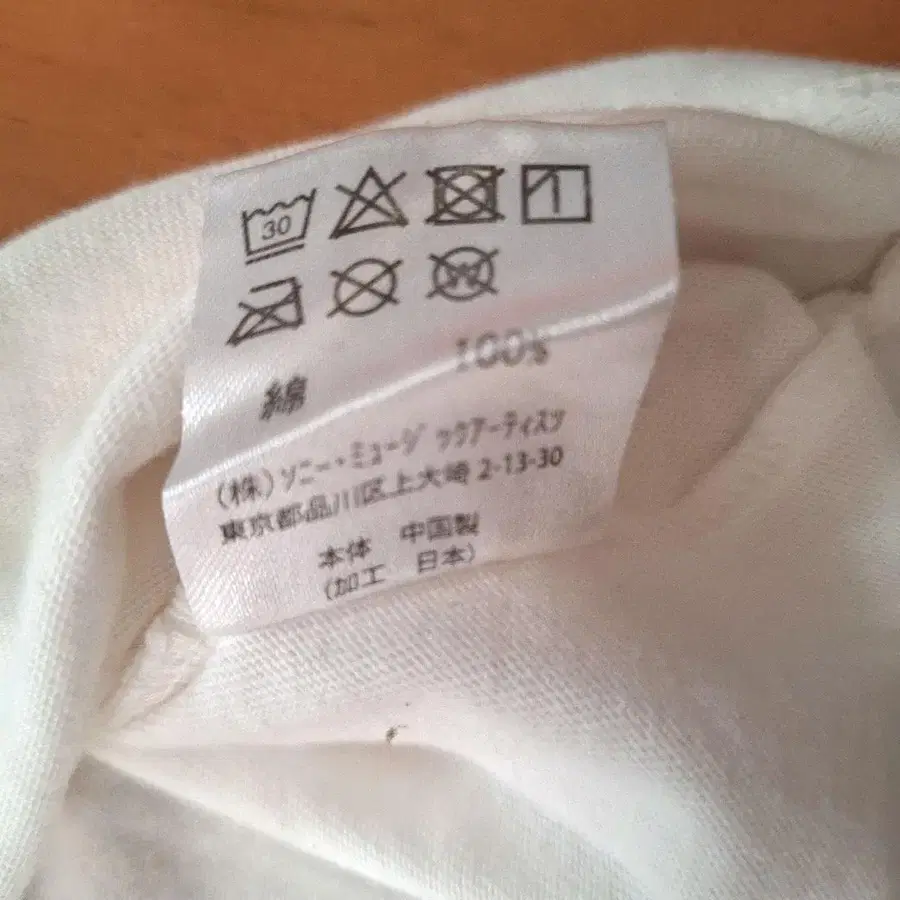 30
綿 100%
(株)ソニー・ミュージックアーティスツ
東京都品川区上大崎 2-13-30
本体 中国製
(加工 日本)